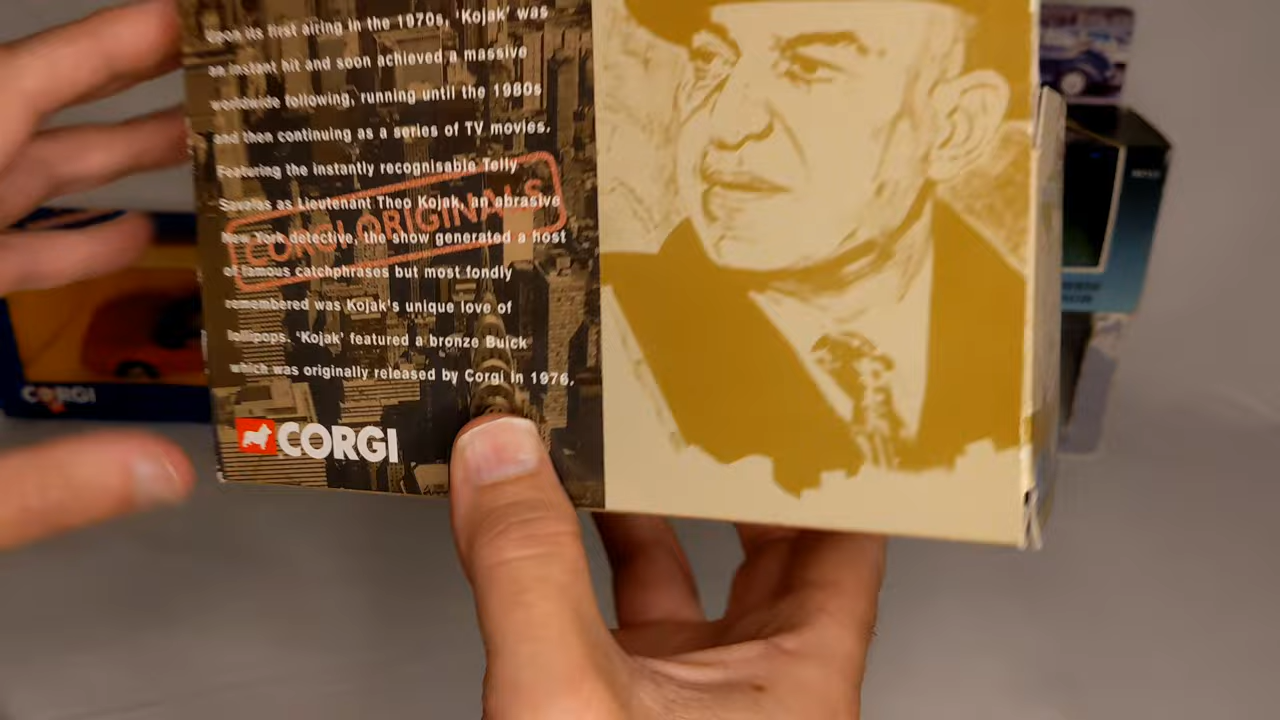 Upon its first airing in the 1970s, 'Kojak' was
an instant hit and soon achieved a massive
worldwide following, running until the 1980s
and then continuing as a series of TV movies.
Featuring the instantly recognisable Telly
Savalas as Lieutenant Theo Kojak, an abrasive
New York detective, the show generated a host
of famous catchphrases but most fondly
remembered was Kojak's unique love of
lollipops. 'Kojak' featured a bronze Buick
which was originally released by Corgi in 1976.
CORGI ORIGINALS
CORGI
CORGI